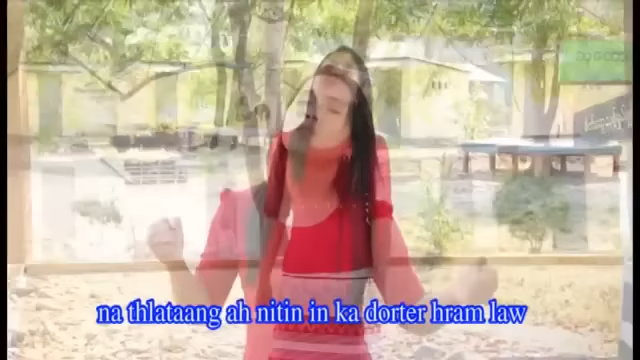 na thlataang ah nitin in ka dorter hram law